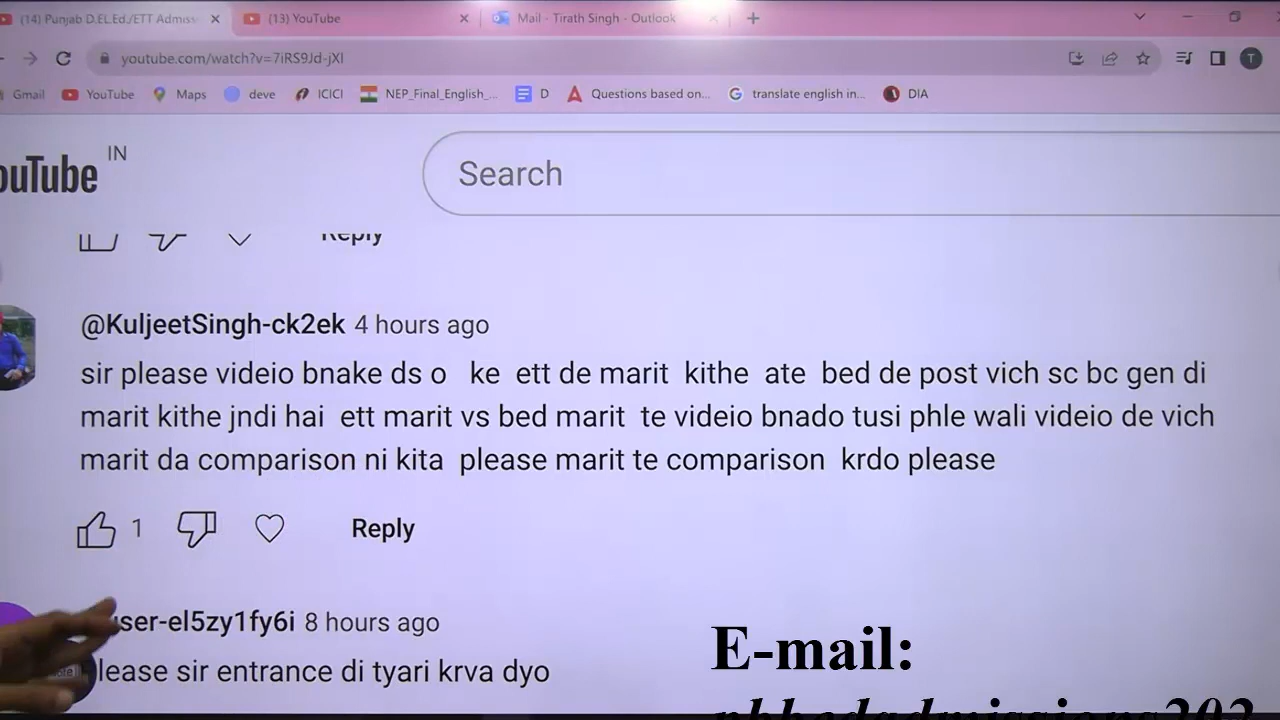 (14) Punjab D.EL.Ed./ETT Admiss
(13) YouTube
Mail - Tirath Singh - Outlook
youtube.com/watch?v=7iRS9Jd-jXI
T
Gmail
YouTube
Maps
deve
ICICI
NEP_Final_English_...
D
Questions based on...
translate english in...
DIA
ouTube IN
Search
Reply
@KuljeetSingh-ck2ek 4 hours ago
sir please videio bnake ds o ke ett de marit kithe ate bed de post vich sc bc gen di
marit kithe jndi hai ett marit vs bed marit te videio bnado tusi phle wali videio de vich
marit da comparison ni kita please marit te comparison krdo please
1
Reply
user-el5zy1fy6i 8 hours ago
lease sir entrance di tyari krva dyo
E-mail: